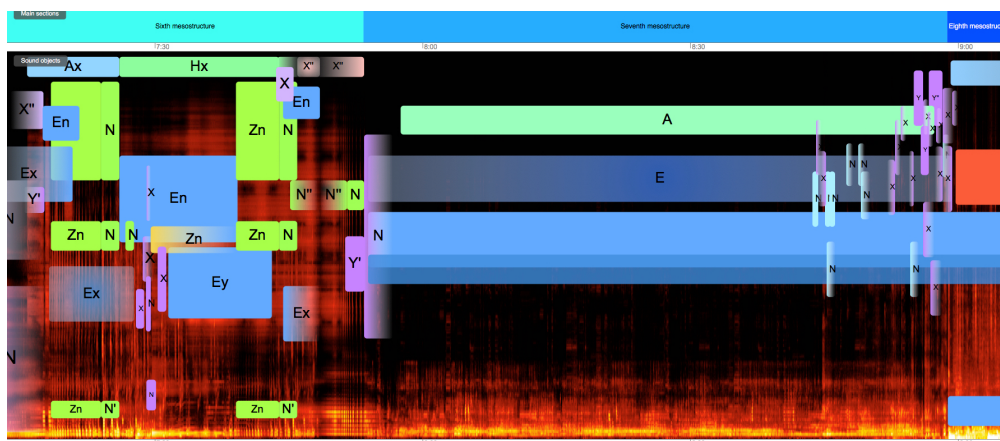 Main sections
Sixth mesostructure
Seventh mesostructure
Eighth mesostruc
7:30
8:00
8:30
9:00
Sound objects
Ax
Hx
X"
X"
X
X"
En
En
N
Zn
N
A
Y'
Y'
X
X
X
Y'
Ex
X
En
N"
N"
N
E
N
N
X
X
X
X
Y'
N
N
N
N
N
X
Zn
N
N
Zn
Zn
N
N
X
X
X
Y'
Ex
N
X
Ey
Ex
N
N
X
N
N
Zn
N'
Zn
N'